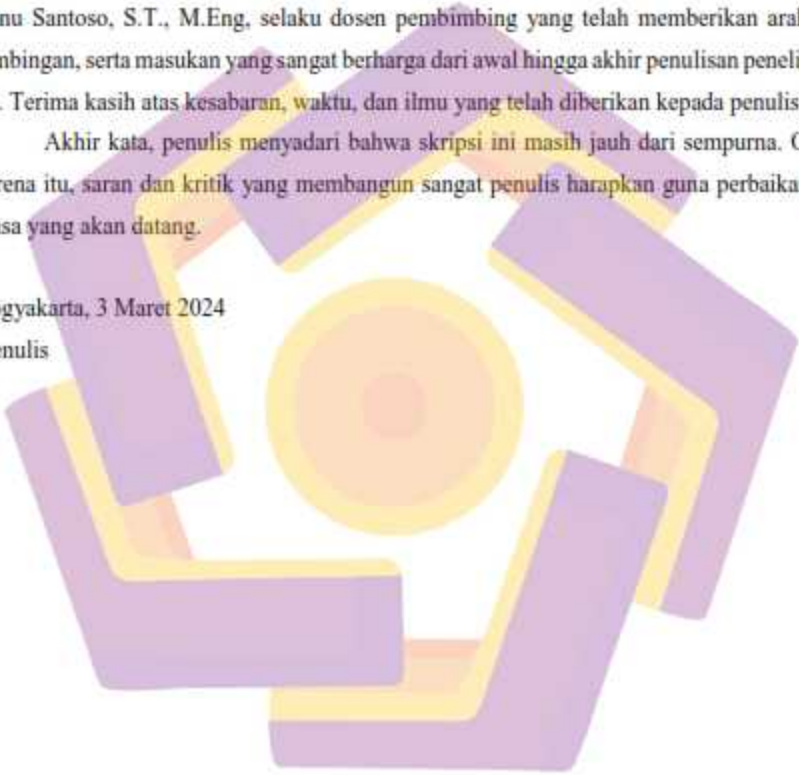 nu Santoso, S.T., M.Eng, selaku dosen pembimbing yang telah memberikan aral
nbingan, serta masukan yang sangat berharga dari awal hingga akhir penulisan peneli
. Terima kasih atas kesabaran, waktu, dan ilmu yang telah diberikan kepada penulis
Akhir kata, penulis menyadari bahwa skripsi ini masih jauh dari sempurna. O
rena itu, saran dan kritik yang membangun sangat penulis harapkan guna perbaika
sa yang akan datang.
gyakarta, 3 Maret 2024
enulis